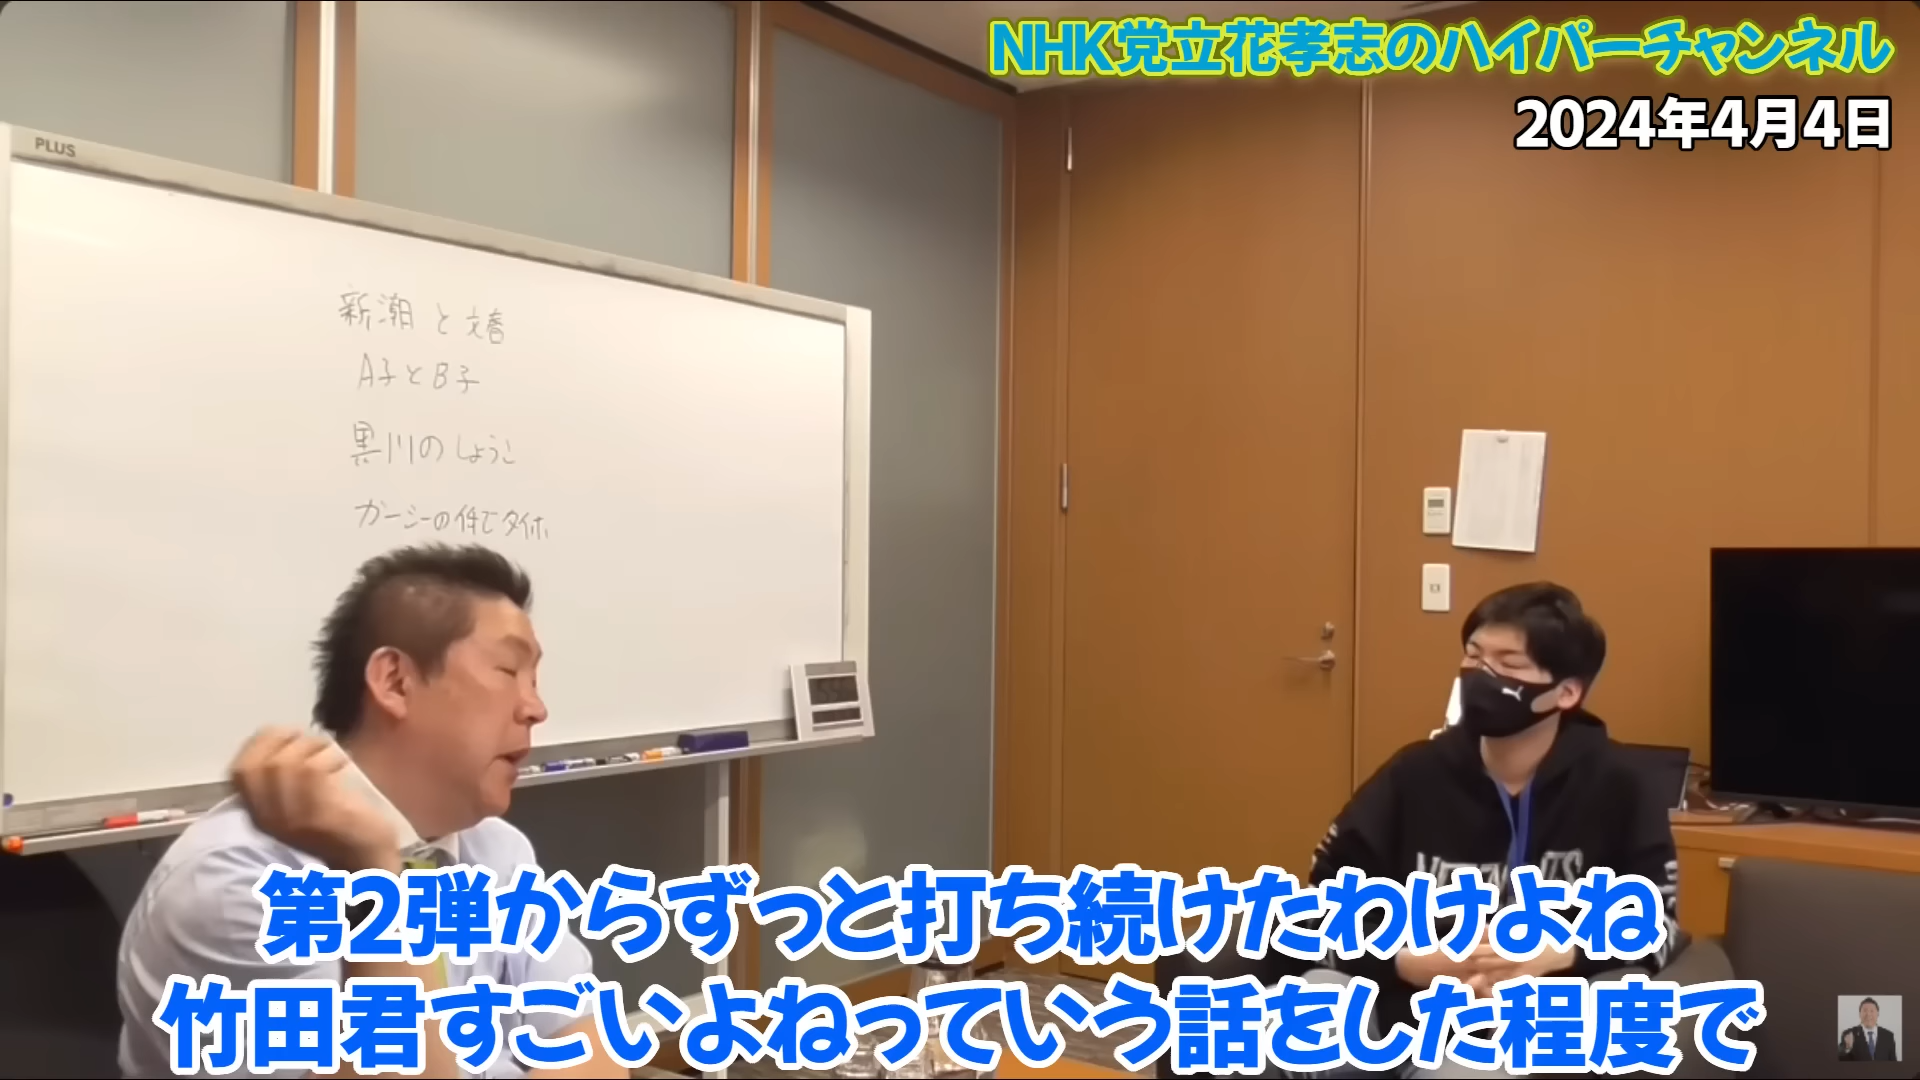 NHK党立花孝志のハイパーチャンネル
2024年4月4日
PLUS
新潮と文春
A子とB子
黒川のしょうこ
ガーシーの件でタイホ
第2弾からずっと打ち続けたわけよね
竹田君すごいよねっていう話をした程度で